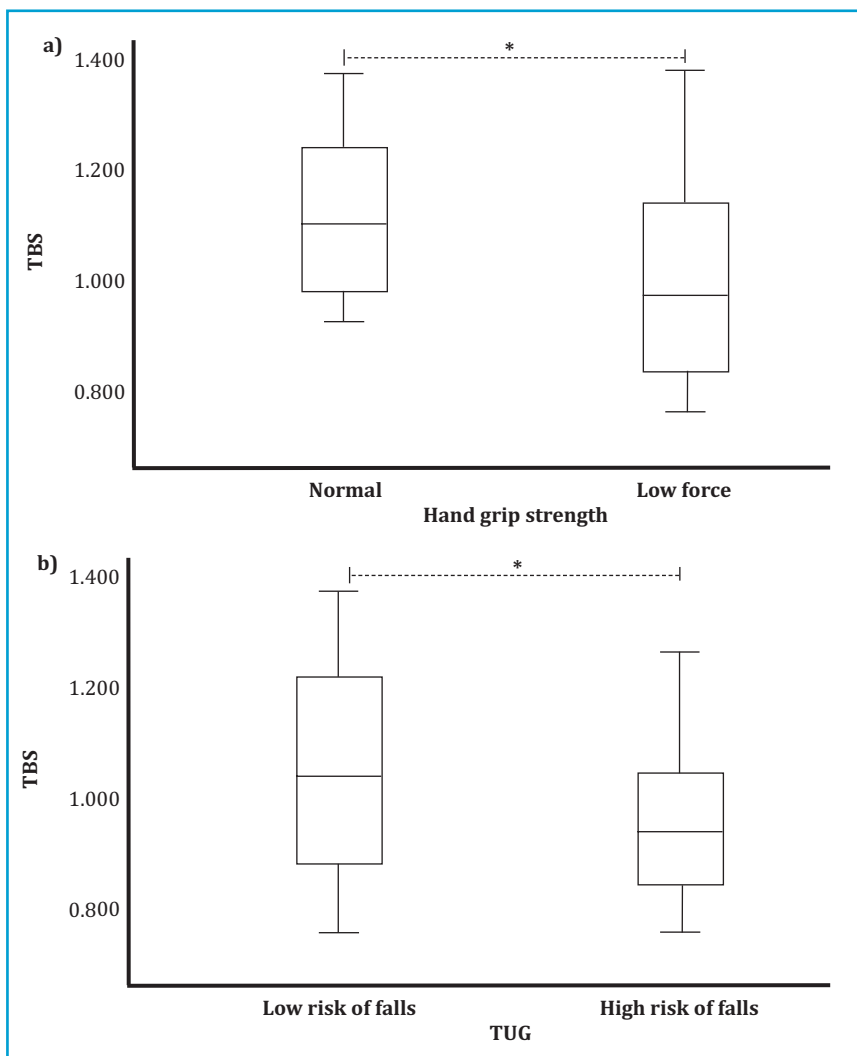 a)
*
1.400
1.200
1.000
0.800
TBS
Normal Low force
Hand grip strength
b)
*
1.400
1.200
1.000
0.800
TBS
Low risk of falls High risk of falls
TUG